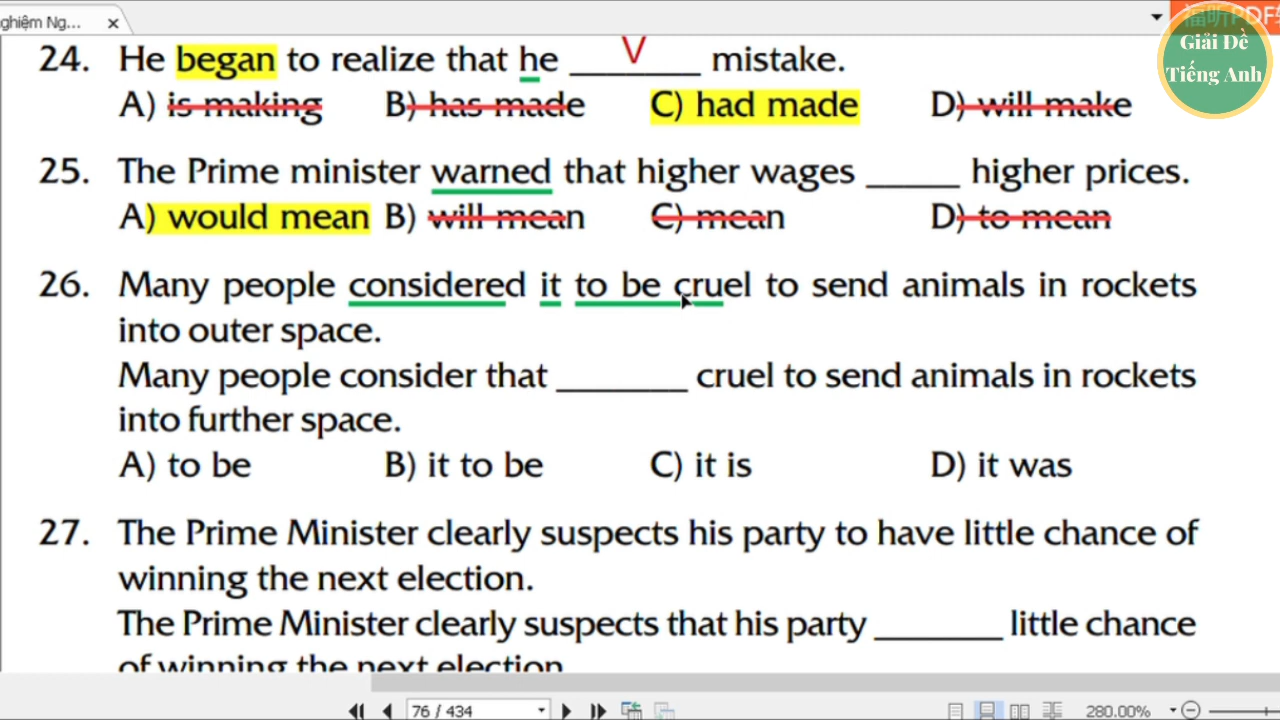 ghiệm Ng... ×
Giải Đề
Tiếng Anh
24. He began to realize that he _______ mistake.
V
A) is making B) has made C) had made D) will make
25. The Prime minister warned that higher wages _____ higher prices.
A) would mean B) will mean C) mean D) to mean
26. Many people considered it to be cruel to send animals in rockets
into outer space.
Many people consider that _______ cruel to send animals in rockets
into further space.
A) to be B) it to be C) it is D) it was
27. The Prime Minister clearly suspects his party to have little chance of
winning the next election.
The Prime Minister clearly suspects that his party _______ little chance
of winning the next election
76 / 434 280.00%